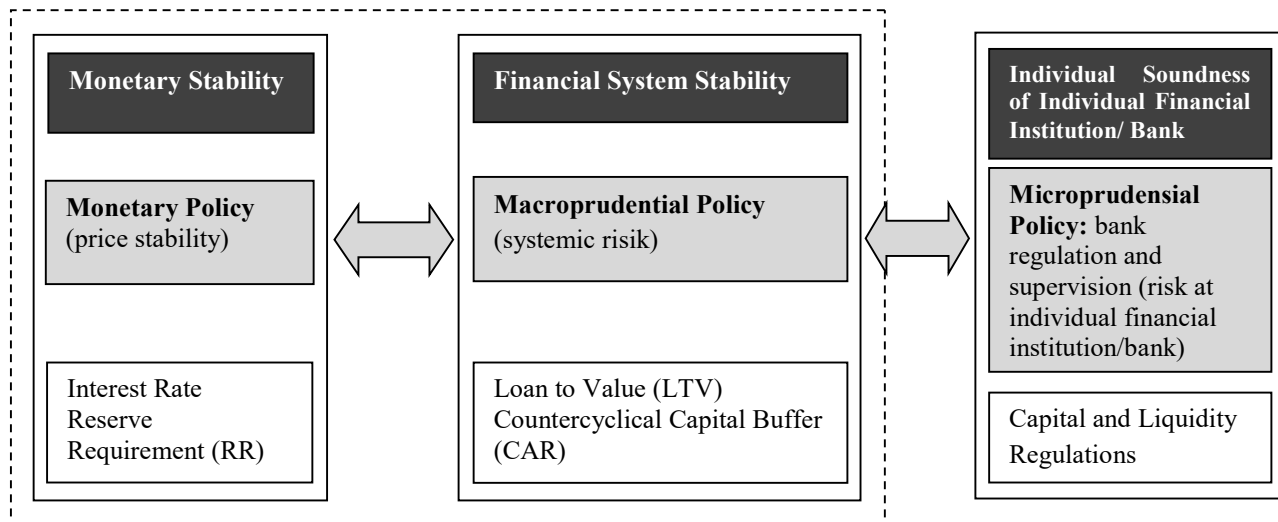 Monetary Stability
Monetary Policy
(price stability)
Interest Rate
Reserve
Requirement (RR)
Financial System Stability
Macroprudential Policy
(systemic risik)
Loan to Value (LTV)
Countercyclical Capital Buffer
(CAR)
Individual Soundness
of Individual Financial
Institution/ Bank
Microprudensial
Policy: bank
regulation and
supervision (risk at
individual financial
institution/bank)
Capital and Liquidity
Regulations